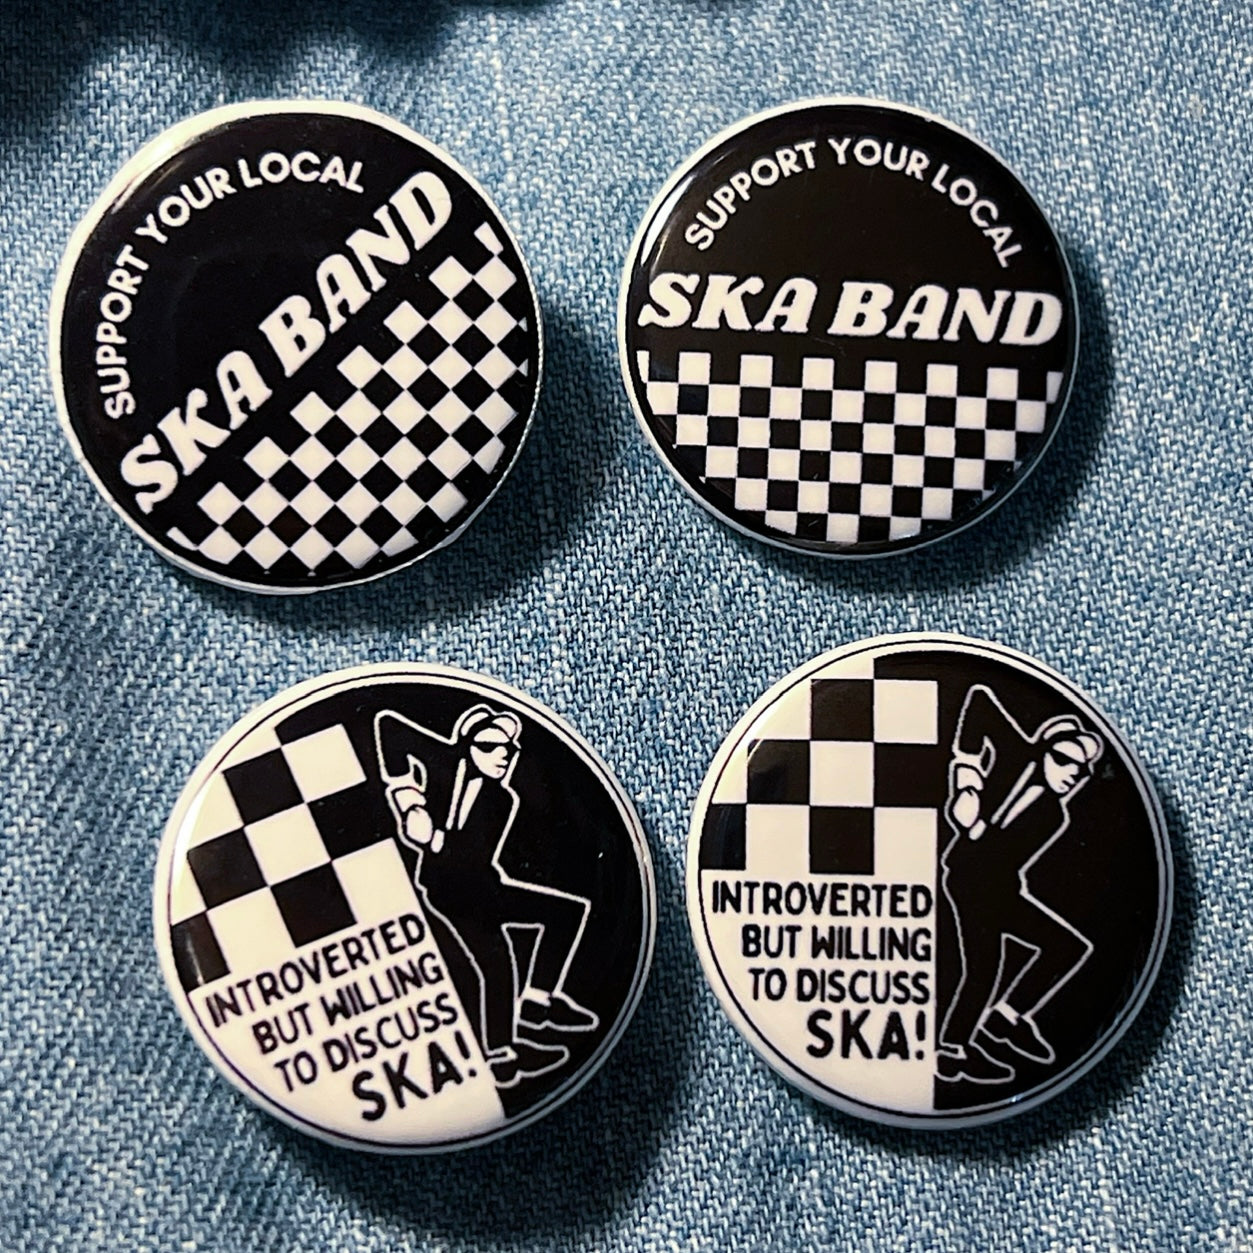 SUPPORT YOUR LOCAL
SKA BAND
SUPPORT YOUR LOCAL
SKA BAND
INTROVERTED
BUT WILLING
TO DISCUSS
SKA!
INTROVERTED
BUT WILLING
TO DISCUSS
SKA!